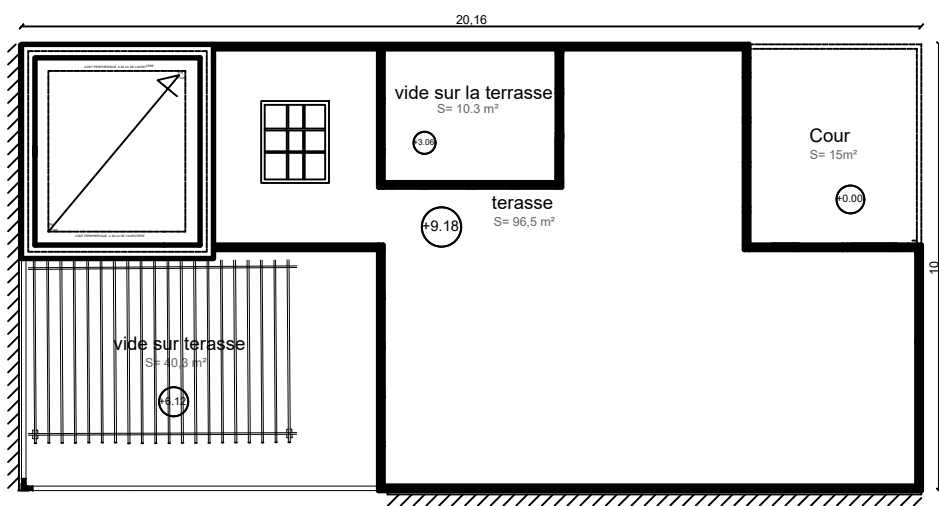 20,16
vide sur la terrasse
S= 10.3 m²
+3.06
Cour
S= 15m²
+0.00
terasse
S= 96,5 m²
+9.18
10
vide sur terasse
S= 40,3 m²
+6.12